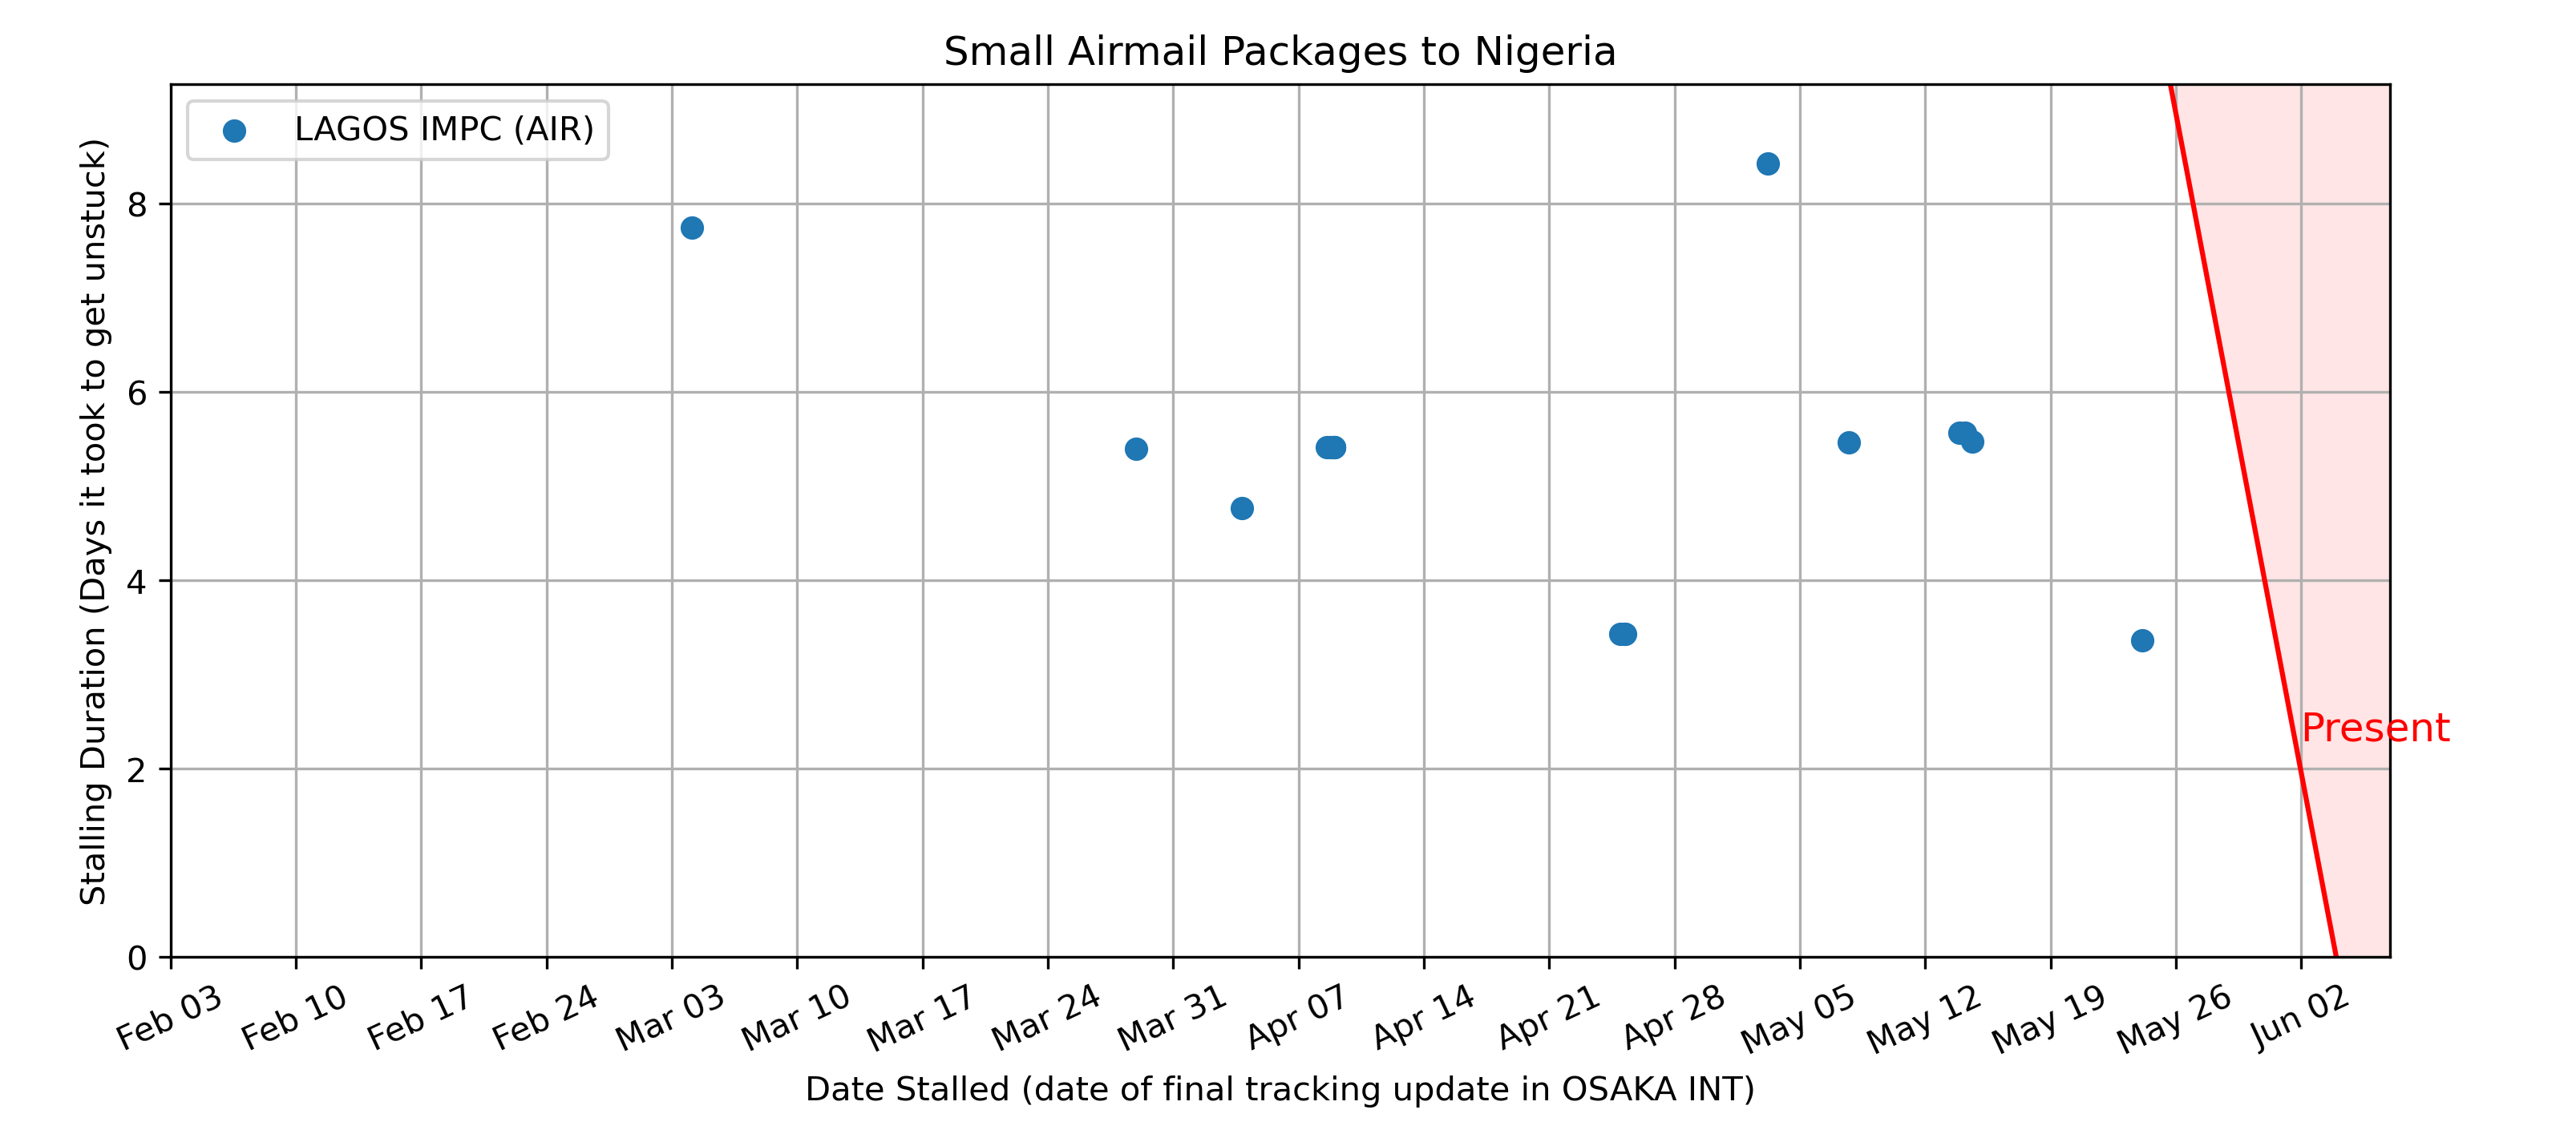 Small Airmail Packages to Nigeria
LAGOS IMPC (AIR)
Stalling Duration (Days it took to get unstuck)
8
6
4
2
0
Present
Feb 03
Feb 10
Feb 17
Feb 24
Mar 03
Mar 10
Mar 17
Mar 24
Mar 31
Apr 07
Apr 14
Apr 21
Apr 28
May 05
May 12
May 19
May 26
Jun 02
Date Stalled (date of final tracking update in OSAKA INT)